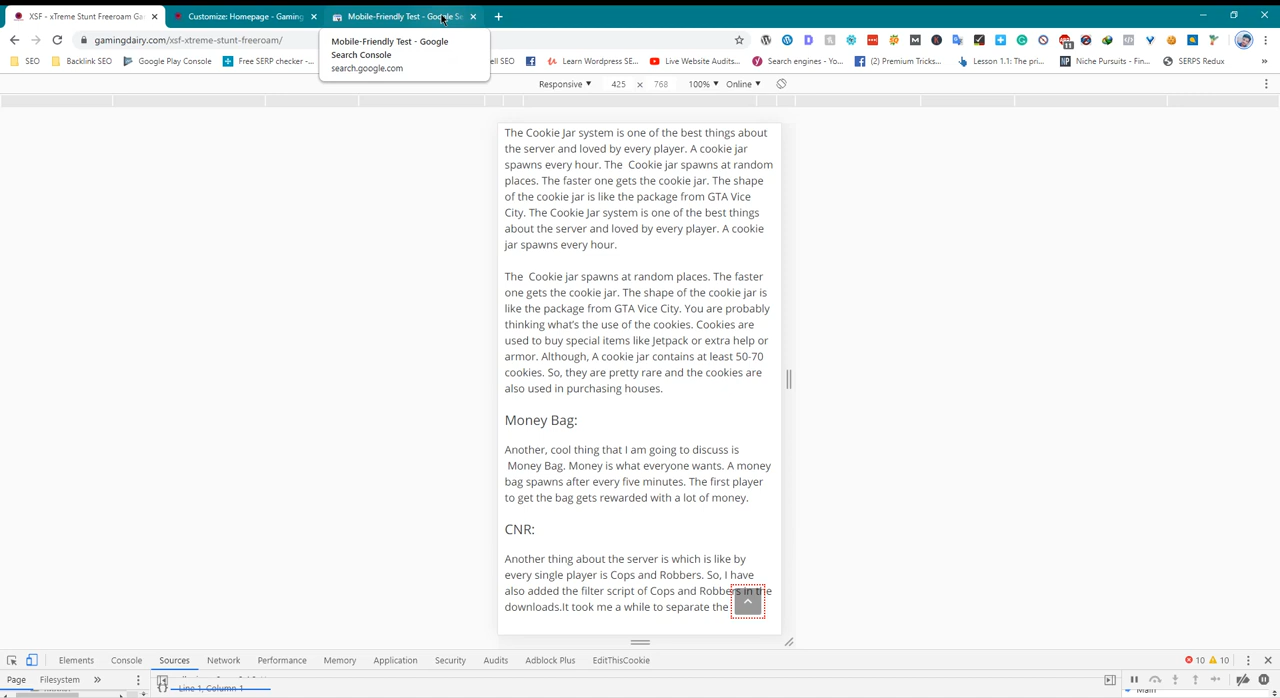 XSF - xTreme Stunt Freeroam Ga
Customize: Homepage - Gaming
Mobile-Friendly Test - Google Se
gamingdairy.com/xsf-xtreme-stunt-freeroam/
Mobile-Friendly Test - Google
Search Console
search.google.com
11
SEO
Backlink SEO
Google Play Console
Free SERP checker -...
ell SEO
Learn Wordpress SE...
Live Website Audits...
Search engines - Yo...
(2) Premium Tricks...
Lesson 1.1: The pri...
Niche Pursuits - Fin...
SERPS Redux
»
Responsive
425 x 768
100%
Online
The Cookie Jar system is one of the best things about
the server and loved by every player. A cookie jar
spawns every hour. The Cookie jar spawns at random
places. The faster one gets the cookie jar. The shape
of the cookie jar is like the package from GTA Vice
City. The Cookie Jar system is one of the best things
about the server and loved by every player. A cookie
jar spawns every hour.
The Cookie jar spawns at random places. The faster
one gets the cookie jar. The shape of the cookie jar is
like the package from GTA Vice City. You are probably
thinking what's the use of the cookies. Cookies are
used to buy special items like Jetpack or extra help or
armor. Although, A cookie jar contains at least 50-70
cookies. So, they are pretty rare and the cookies are
also used in purchasing houses.
Money Bag:
Another, cool thing that I am going to discuss is
Money Bag. Money is what everyone wants. A money
bag spawns after every five minutes. The first player
to get the bag gets rewarded with a lot of money.
CNR:
Another thing about the server is which is like by
every single player is Cops and Robbers. So, I have
also added the filter script of Cops and Robbers in the
downloads.It took me a while to separate the
Elements
Console
Sources
Network
Performance
Memory
Application
Security
Audits
Adblock Plus
EditThisCookie
10
10
Page
Filesystem
»
{}
Line 1, Column 1
Main